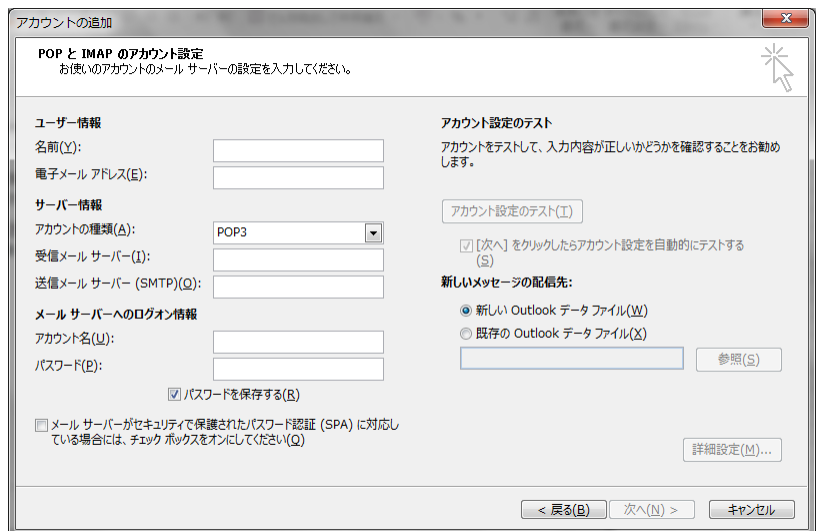 アカウントの追加
POP と IMAP のアカウント設定
お使いのアカウントのメール サーバーの設定を入力してください。
ユーザー情報
名前(Y):
電子メール アドレス(E):
サーバー情報
アカウントの種類(A):
POP3
受信メール サーバー(I):
送信メール サーバー (SMTP)(O):
メール サーバーへのログオン情報
アカウント名(U):
パスワード(P):
パスワードを保存する(R)
メール サーバーがセキュリティで保護されたパスワード認証 (SPA) に対応し
ている場合には、チェック ボックスをオンにしてください(Q)
アカウント設定のテスト
アカウントをテストして、入力内容が正しいかどうかを確認することをお勧め
します。
アカウント設定のテスト(T)
[次へ] をクリックしたらアカウント設定を自動的にテストする
(S)
新しいメッセージの配信先:
新しい Outlook データ ファイル(W)
既存の Outlook データ ファイル(X)
参照(S)
詳細設定(M)...
< 戻る(B)
次へ(N) >
キャンセル